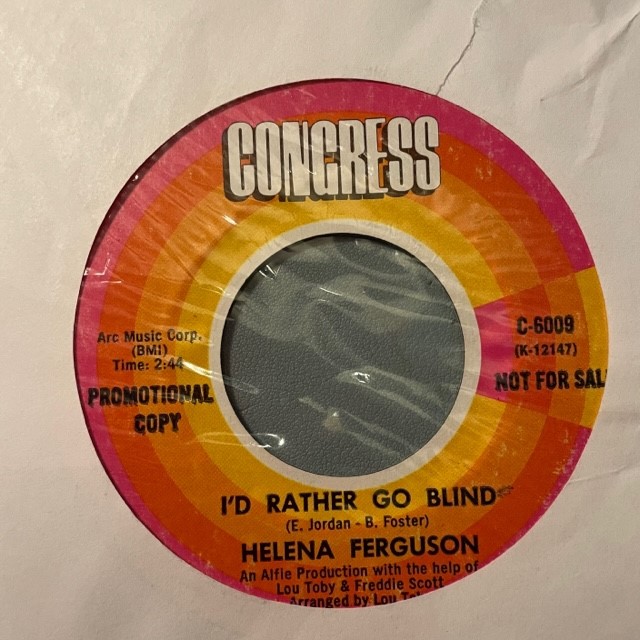 CONGRESS
Arc Music Corp.
(BMI)
Time: 2:44
PROMOTIONAL
COPY
C-6009
(K-12147)
NOT FOR SAL
I'D RATHER GO BLIND
(E. Jordan - B. Foster)
HELENA FERGUSON
An Alfie Production with the help of
Lou Toby & Freddie Scott
Arranged by Lou To